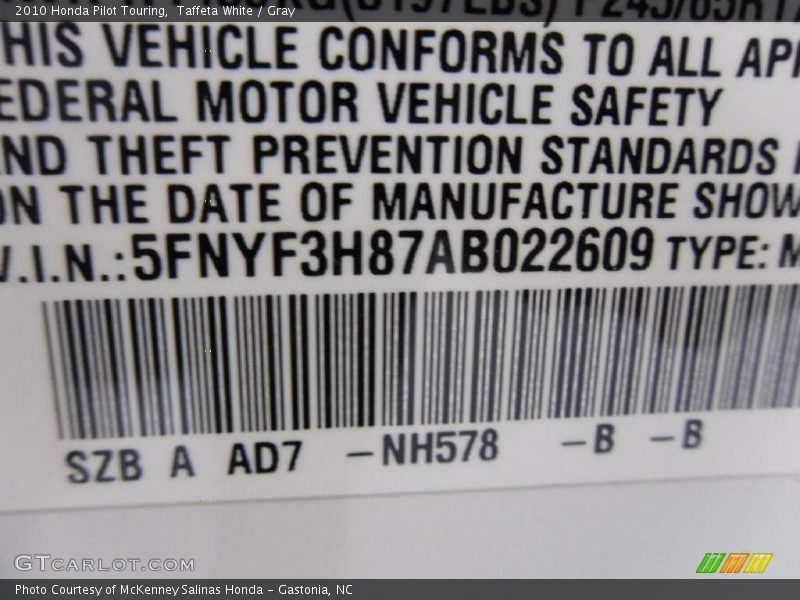 2010 Honda Pilot Touring, Taffeta White / Gray
HIS VEHICLE CONFORMS TO ALL
EDERAL MOTOR VEHICLE SAFETY
ND THEFT PREVENTION STANDARDS
ON THE DATE OF MANUFACTURE SHOW
V.I.N.:5FNYF3H87AB022609 TYPE: M
SZB A AD7 -NH578 -B -B
GTCARLOT.COM
Photo Courtesy of McKenney Salinas Honda - Gastonia, NC